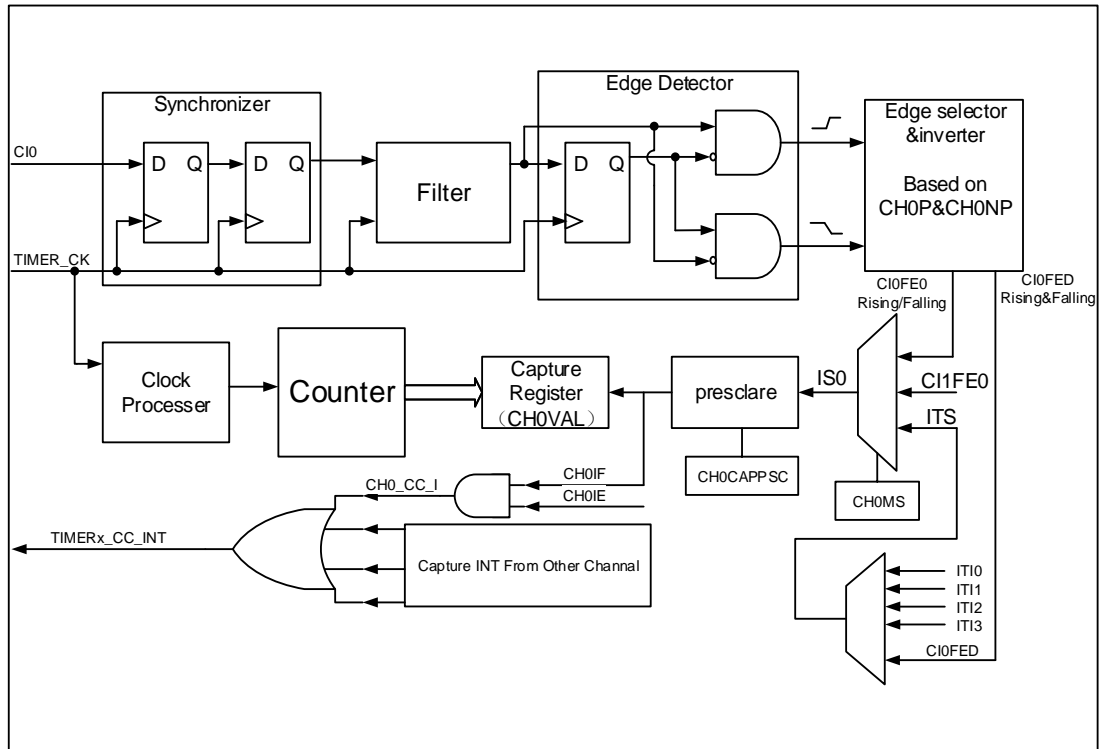 Synchronizer
Edge Detector
Edge selector
&inverter
Based on
CH0P&CH0NP
CI0
D Q
D Q
Filter
D Q
TIMER_CK
CI0FE0
Rising/Falling
CI0FED
Rising&Falling
Clock
Processer
Counter
Capture
Register
（CH0VAL）
presclare
IS0
CI1FE0
ITS
CH0CAPPSC
CH0MS
CH0_CC_I
CH0IF
CH0IE
TIMERx_CC_INT
Capture INT From Other Channel
ITI0
ITI1
ITI2
ITI3
CI0FED